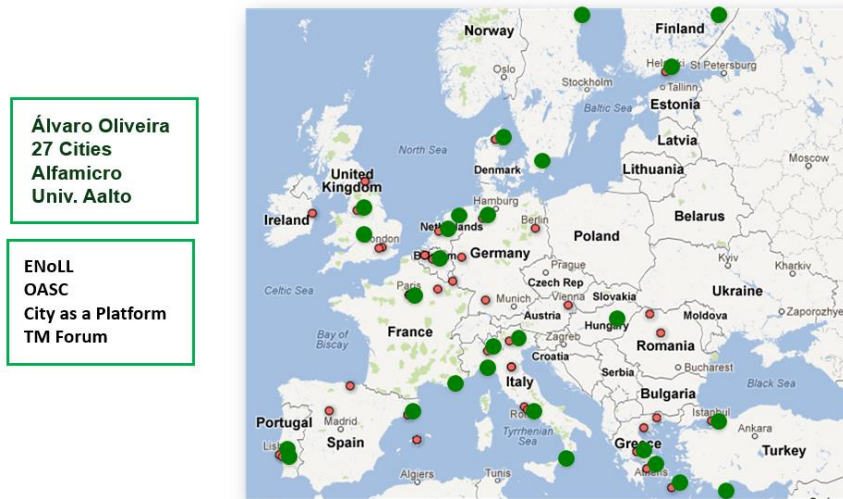 Álvaro Oliveira
27 Cities
Alfamicro
Univ. Aalto
ENoLL
OASC
City as a Platform
TM Forum
Norway
Finland
Oslo
St Petersburg
Stockholm
Tallinn
Estonia
Baltic Sea
Latvia
Moscow
North Sea
Denmark
Lithuania
United
Kingdom
Ireland
Hamburg
Berlin
Belarus
Poland
Germany
Celtic Sea
Prague
Kyiv
Kharkiv
Czech Rep
Ukraine
Paris
Munich
Vienna
Slovakia
Austria
Hungary
Moldova
Zaporozhye
Bay of
Biscay
France
Zagreb
Croatia
Romania
Serbia
Bucharest
Italy
Bulgaria
Black Sea
Portugal
Madrid
Spain
Tyrrhenian
Sea
Istanbul
Ankara
Greece
Turkey
Algiers
Tunis